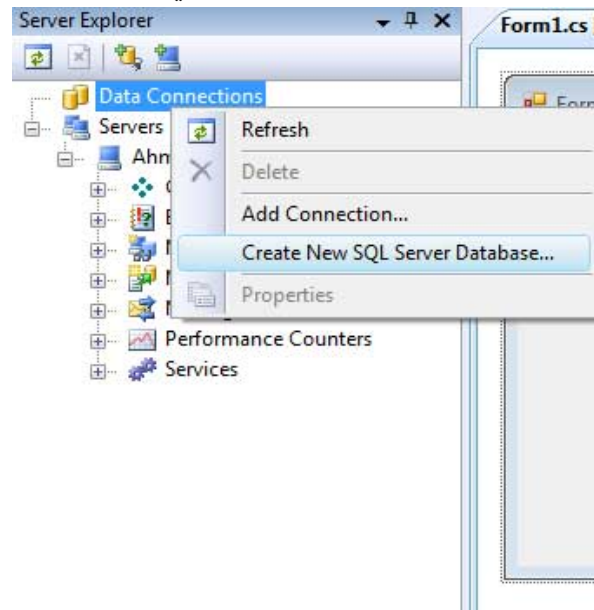 Server Explorer
Form1.cs
Data Connections
Servers
Refresh
Delete
Add Connection...
Create New SQL Server Database...
Properties
Performance Counters
Services